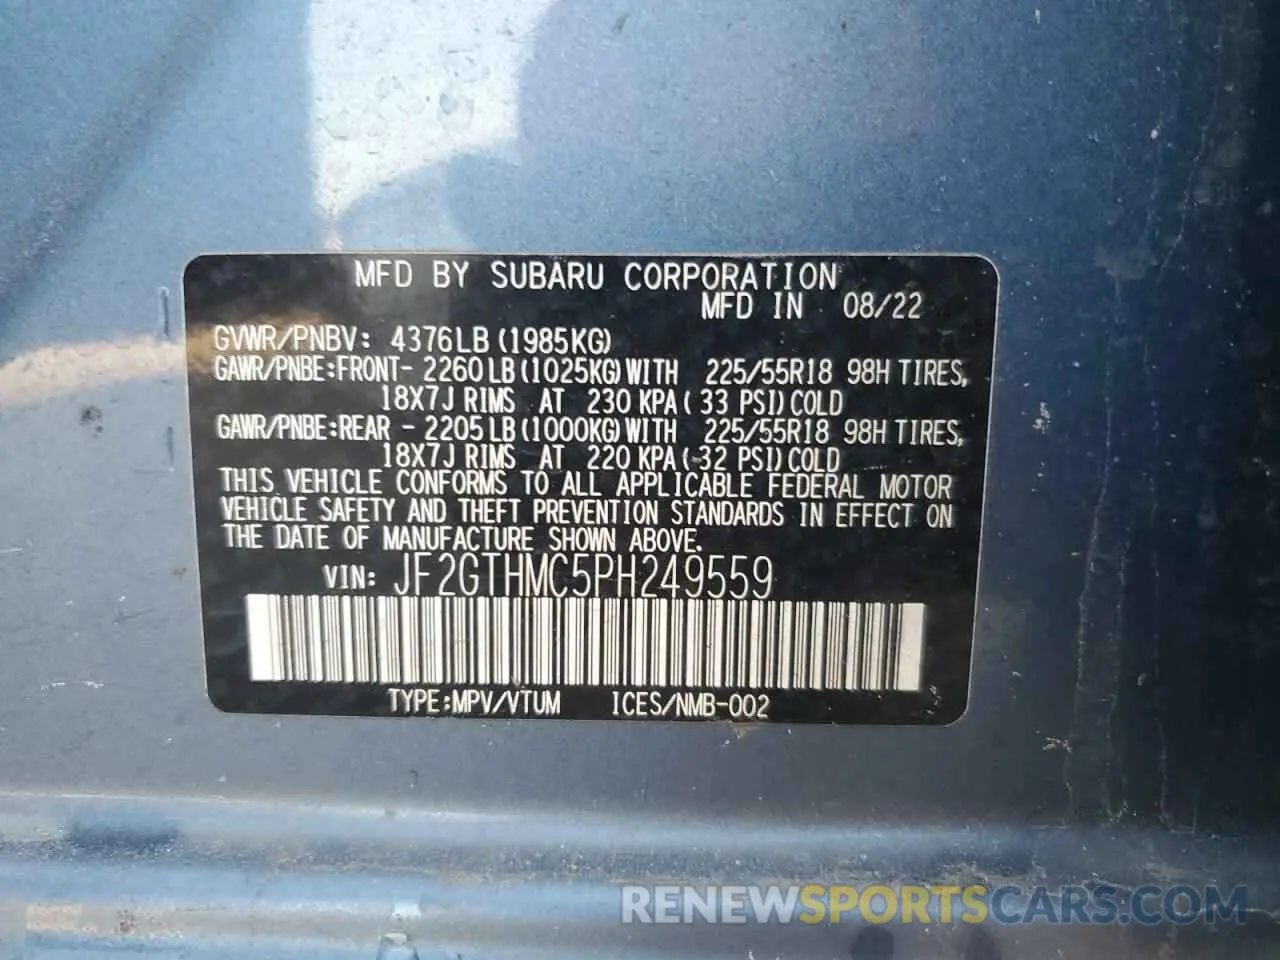 MFD BY SUBARU CORPORATION
MFD IN 08/22
GVWR/PNBV: 4376LB (1985KG)
GAWR/PNBE:FRONT- 2260LB (1025KG) WITH 225/55R18 98H TIRES,
18X7J RIMS AT 230 KPA ( 33 PSI) COLD
GAWR/PNBE:REAR - 2205LB (1000KG) WITH 225/55R18 98H TIRES,
18X7J RIMS AT 220 KPA ( 32 PSI) COLD
THIS VEHICLE CONFORMS TO ALL APPLICABLE FEDERAL MOTOR
VEHICLE SAFETY AND THEFT PREVENTION STANDARDS IN EFFECT ON
THE DATE OF MANUFACTURE SHOWN ABOVE.
VIN: JF2GTHMC5PH249559
TYPE:MPV/VTUM ICES/NMB-002
RENEWSPORTSCARS.COM